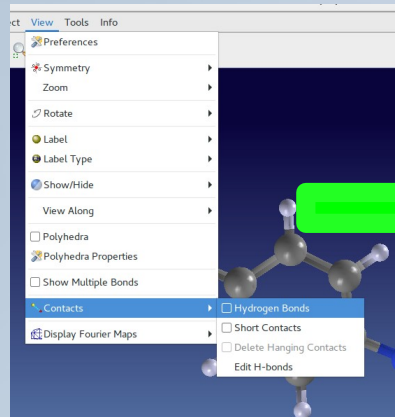 ect View Tools Info
Preferences
Symmetry
Zoom
Rotate
Label
Label Type
Show/Hide
View Along
Polyhedra
Polyhedra Properties
Show Multiple Bonds
Contacts
Hydrogen Bonds
Short Contacts
Delete Hanging Contacts
Edit H-bonds
Display Fourier Maps